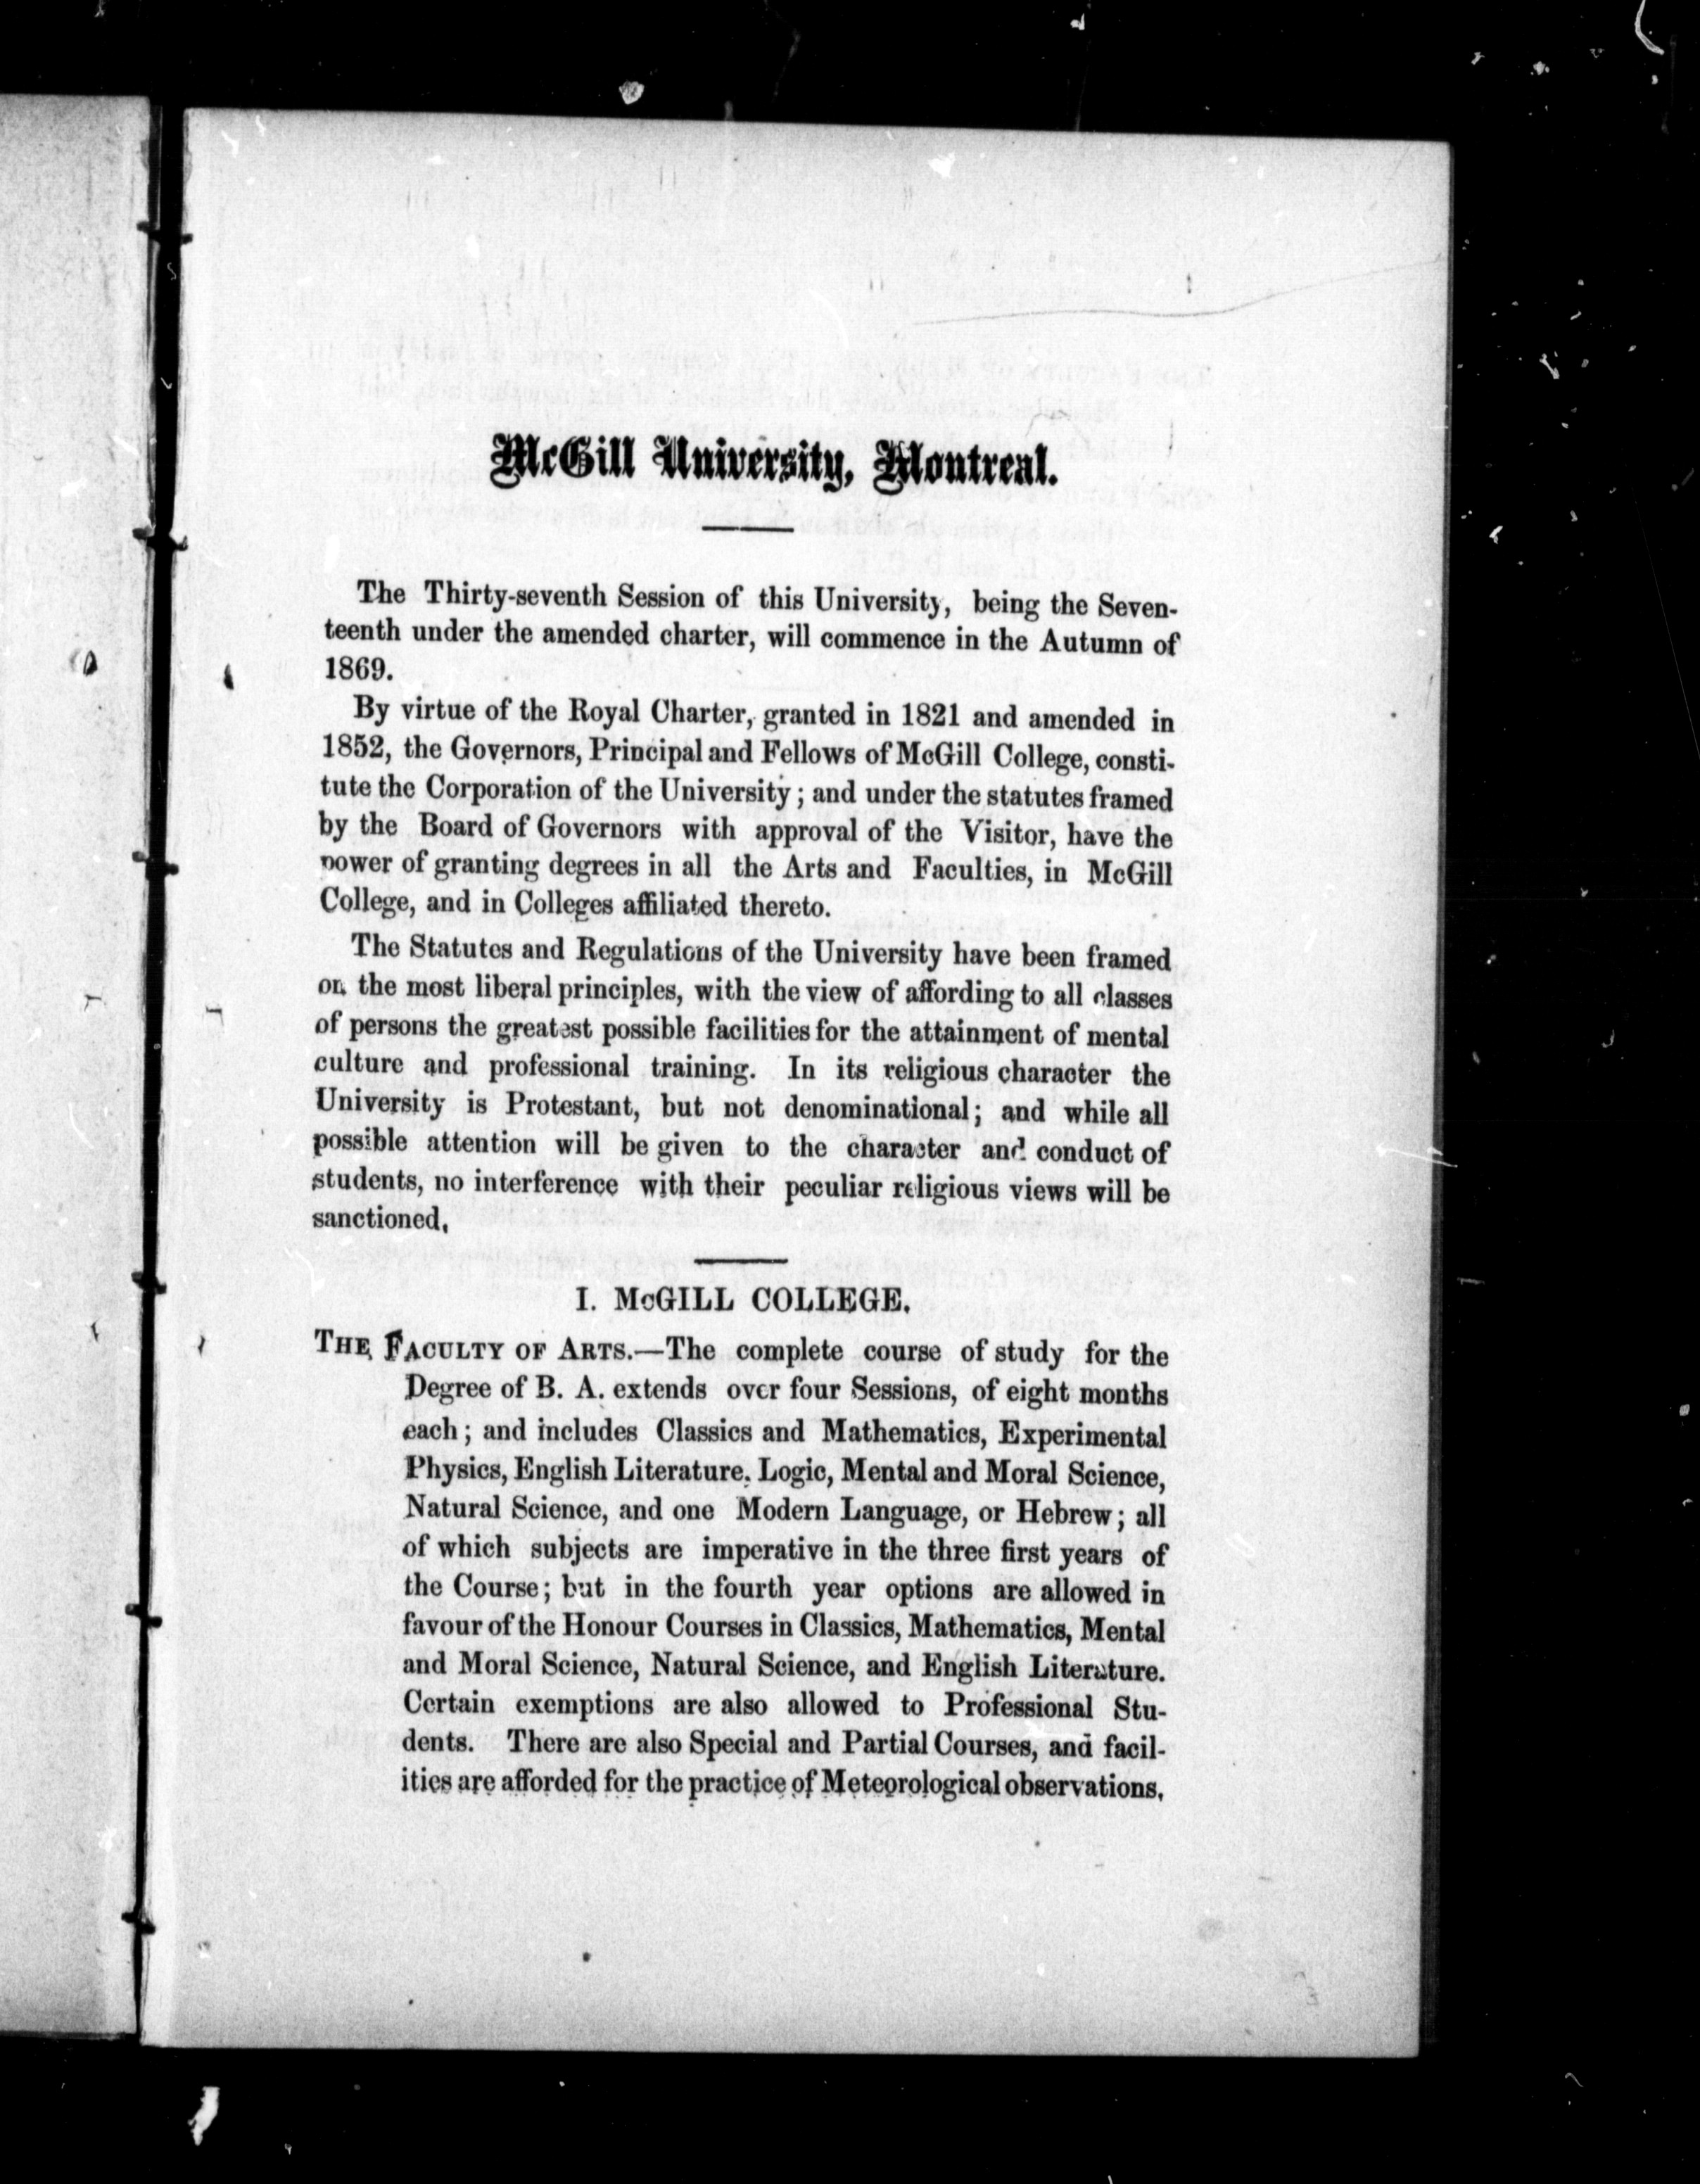 McGill University, Montreal.
The Thirty-seventh Session of this University, being the Seven-
teenth under the amended charter, will commence in the Autumn of
1869.
By virtue of the Royal Charter, granted in 1821 and amended in
1852, the Governors, Principal and Fellows of McGill College, consti-
tute the Corporation of the University; and under the statutes framed
by the Board of Governors with approval of the Visitor, have the
power of granting degrees in all the Arts and Faculties, in McGill
College, and in Colleges affiliated thereto.
The Statutes and Regulations of the University have been framed
on the most liberal principles, with the view of affording to all classes
of persons the greatest possible facilities for the attainment of mental
culture and professional training. In its religious character the
University is Protestant, but not denominational; and while all
possible attention will be given to the character and conduct of
students, no interference with their peculiar religious views will be
sanctioned.
I. McGILL COLLEGE.
THE FACULTY OF ARTS.—The complete course of study for the
Degree of B. A. extends over four Sessions, of eight months
each; and includes Classics and Mathematics, Experimental
Physics, English Literature, Logic, Mental and Moral Science,
Natural Science, and one Modern Language, or Hebrew; all
of which subjects are imperative in the three first years of
the Course; but in the fourth year options are allowed in
favour of the Honour Courses in Classics, Mathematics, Mental
and Moral Science, Natural Science, and English Literature.
Certain exemptions are also allowed to Professional Stu-
dents. There are also Special and Partial Courses, and facil-
ities are afforded for the practice of Meteorological observations.